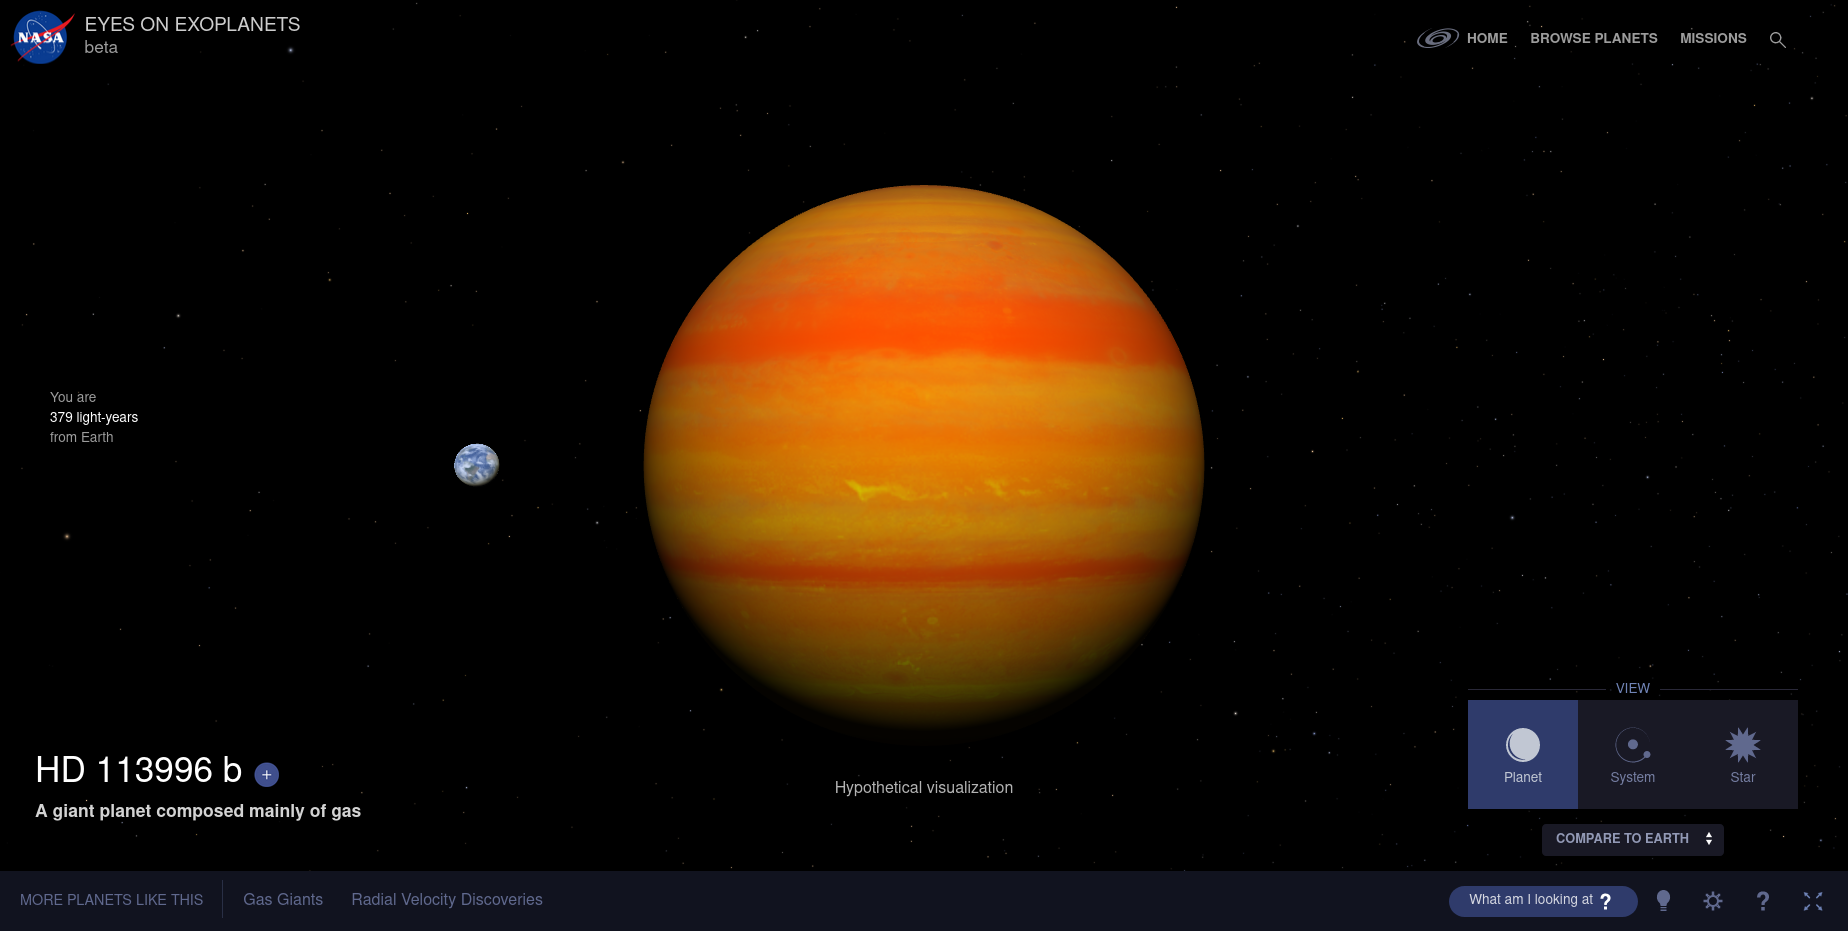 NASA
EYES ON EXOPLANETS
beta
HOME
BROWSE PLANETS
MISSIONS
You are
379 light-years
from Earth
HD 113996 b +
A giant planet composed mainly of gas
Hypothetical visualization
VIEW
Planet
System
Star
COMPARE TO EARTH
MORE PLANETS LIKE THIS
Gas Giants
Radial Velocity Discoveries
What am I looking at ?
?